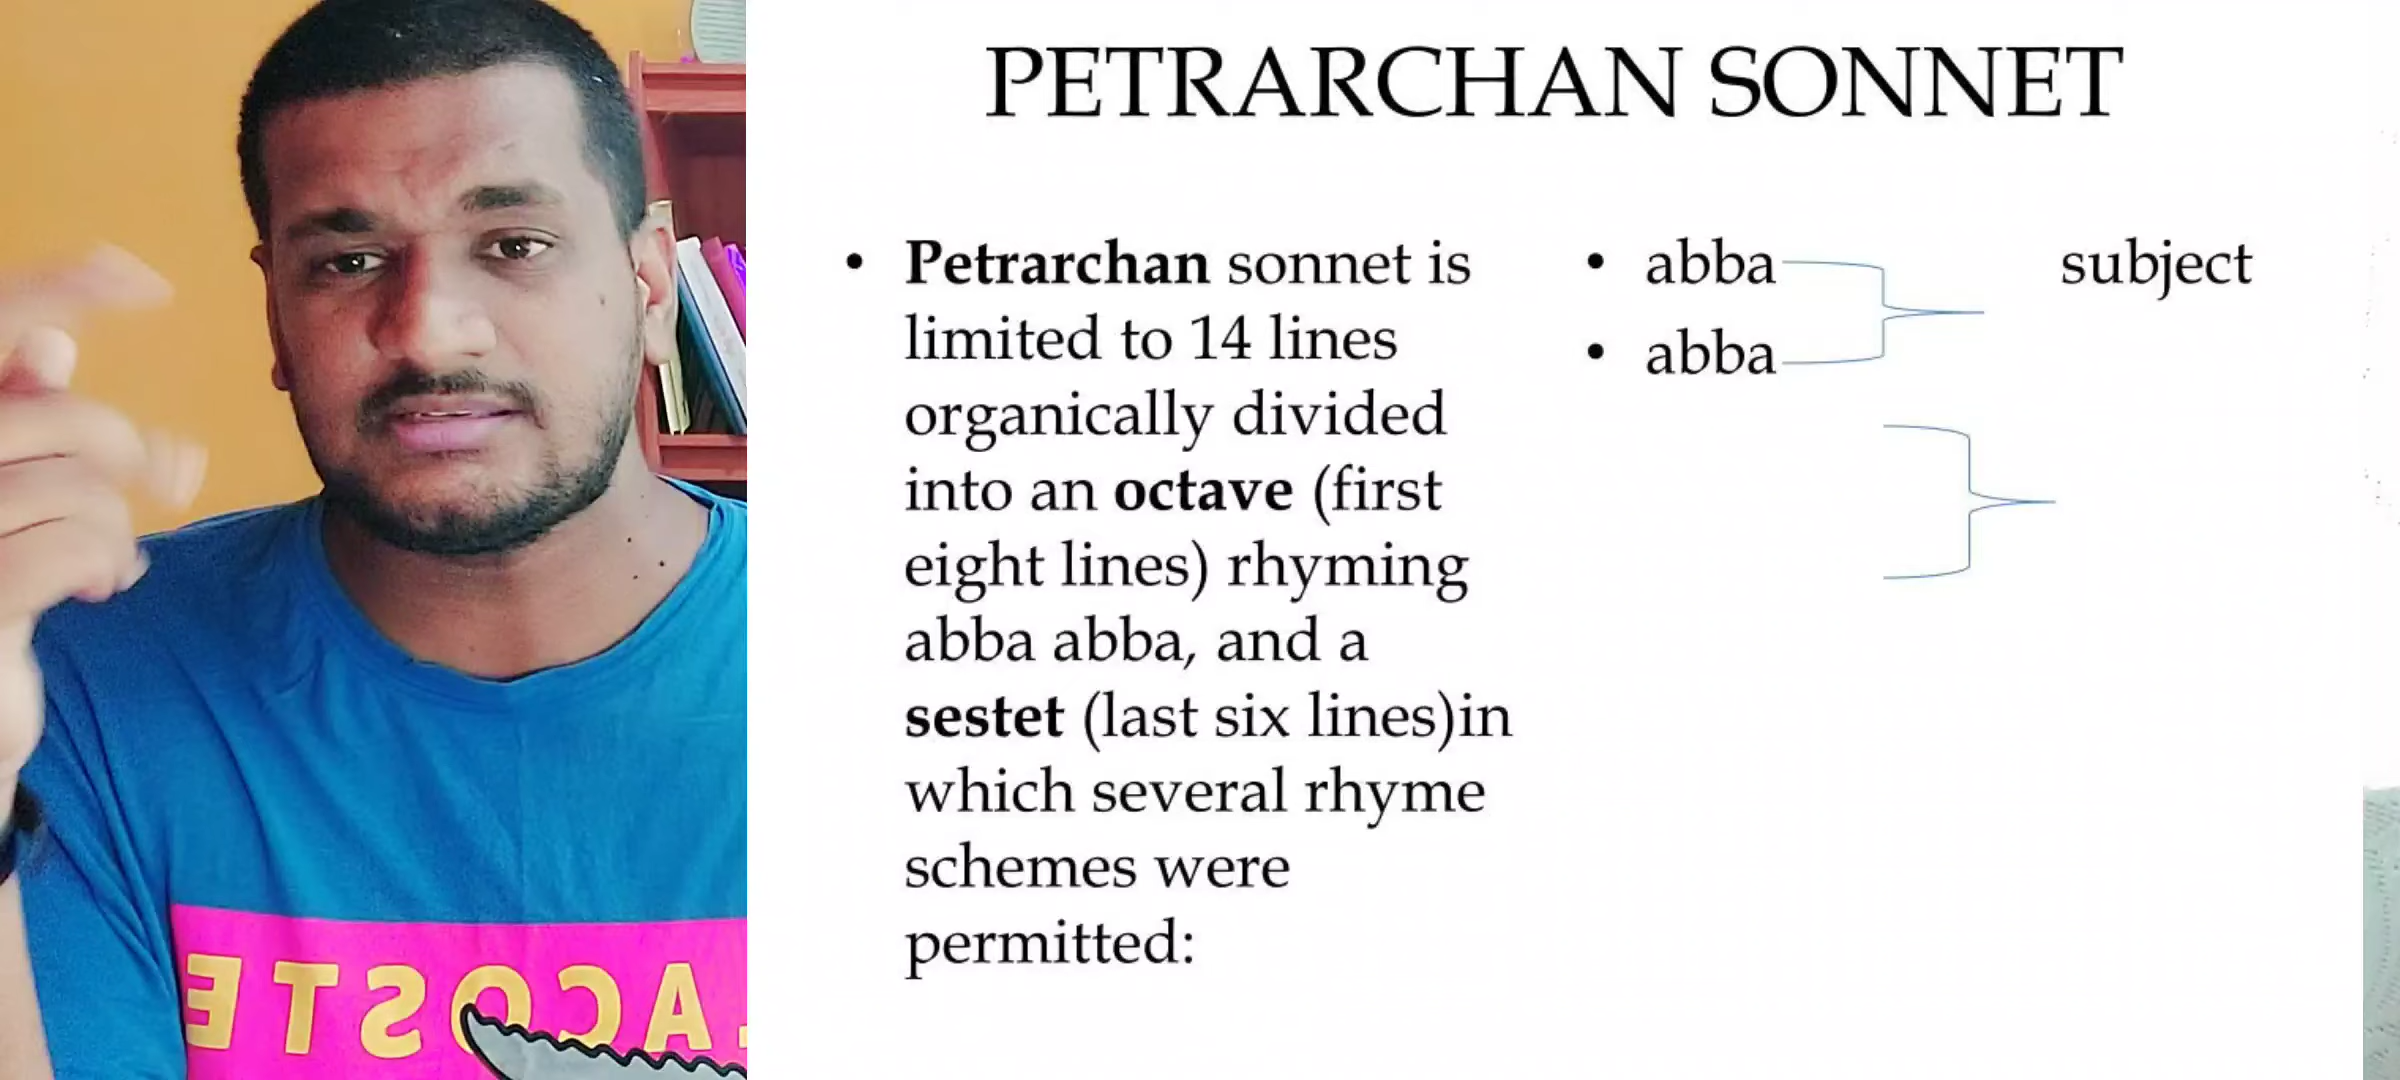 PETRARCHAN SONNET
• Petrarchan sonnet is
limited to 14 lines
organically divided
into an octave (first
eight lines) rhyming
abba abba, and a
sestet (last six lines)in
which several rhyme
schemes were
permitted:
• abba
• abba
subject
LACOSTE